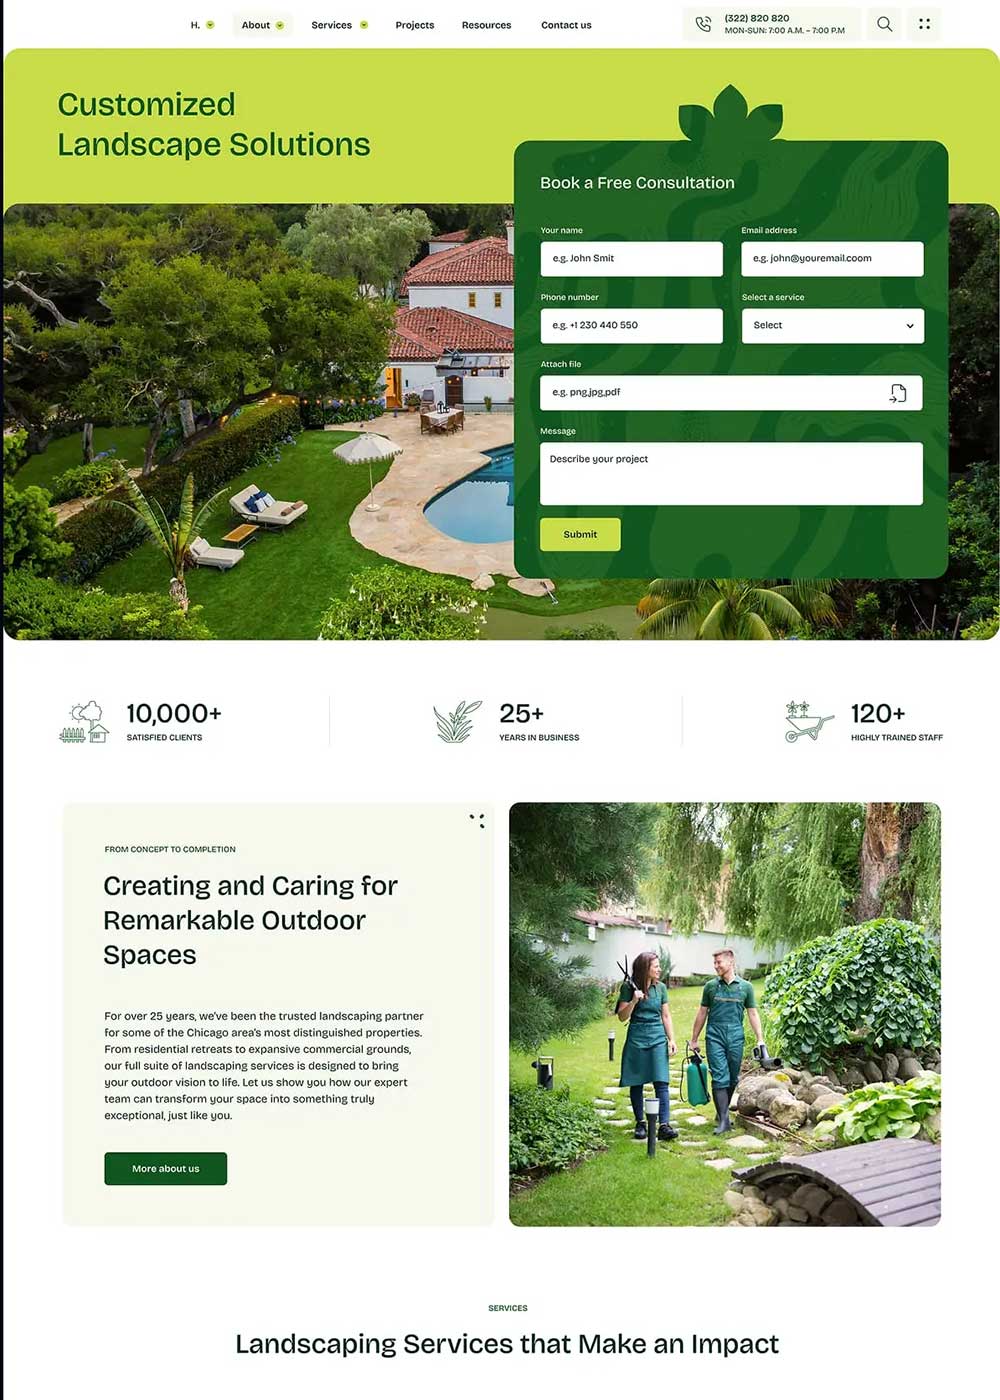 H.
About
Services
Projects
Resources
Contact us
(322) 820 820
MON-SUN: 7:00 A.M. – 7:00 P.M
Customized
Landscape Solutions
Book a Free Consultation
Your name
Email address
e.g. John Smit
e.g. john@youremail.coom
Phone number
Select a service
e.g. +1 230 440 550
Select
Attach file
e.g. png,jpg,pdf
Message
Describe your project
Submit
10,000+
SATISFIED CLIENTS
25+
YEARS IN BUSINESS
120+
HIGHLY TRAINED STAFF
FROM CONCEPT TO COMPLETION
Creating and Caring for
Remarkable Outdoor
Spaces
For over 25 years, we've been the trusted landscaping partner
for some of the Chicago area's most distinguished properties.
From residential retreats to expansive commercial grounds,
our full suite of landscaping services is designed to bring
your outdoor vision to life. Let us show you how our expert
team can transform your space into something truly
exceptional, just like you.
More about us
SERVICES
Landscaping Services that Make an Impact